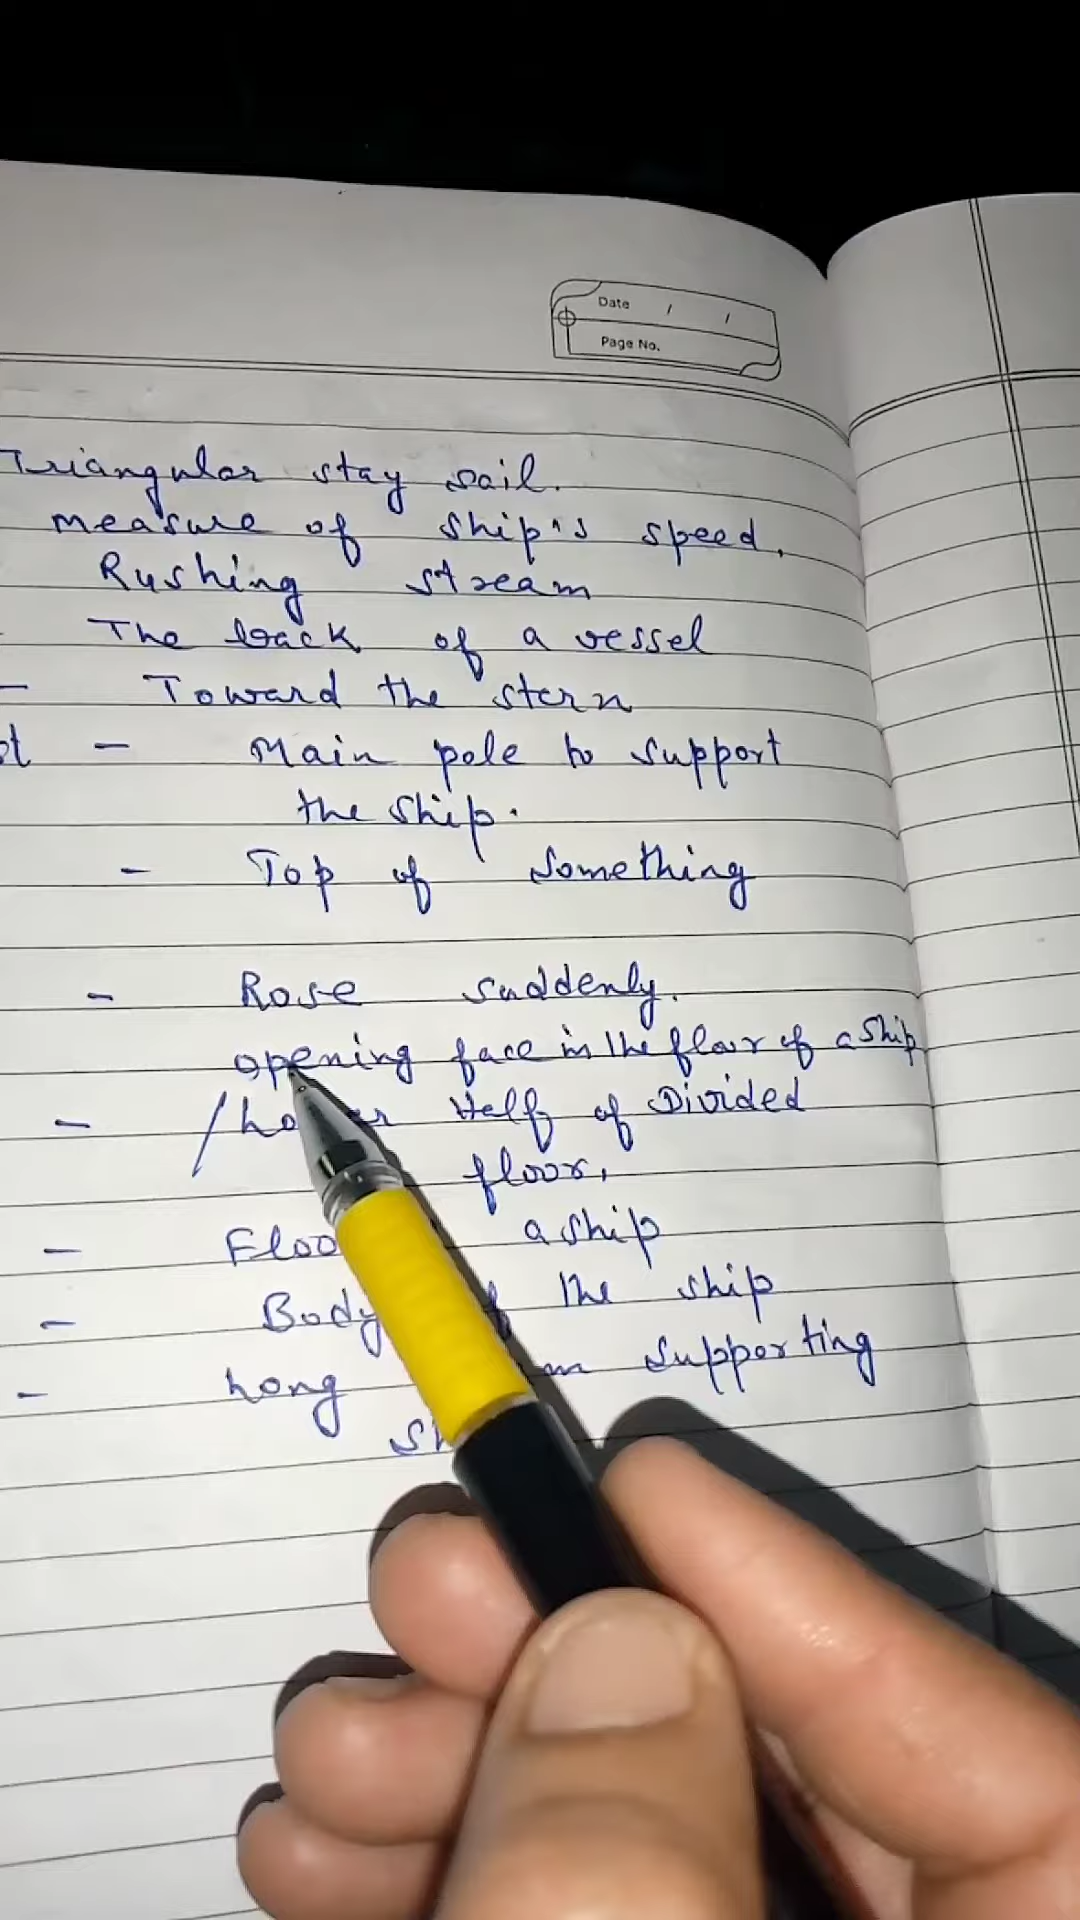 Date / /
Page No.
Triangular stay sail.
measure of ship's speed.
Rushing stream
The back of a vessel
- Toward the stern
- Main pole to support
the ship.
- Top of something
- Rose suddenly.
opening face in the floor of a ship
- / Half of Divided
floor.
- a ship
- Body the ship
- Long supporting